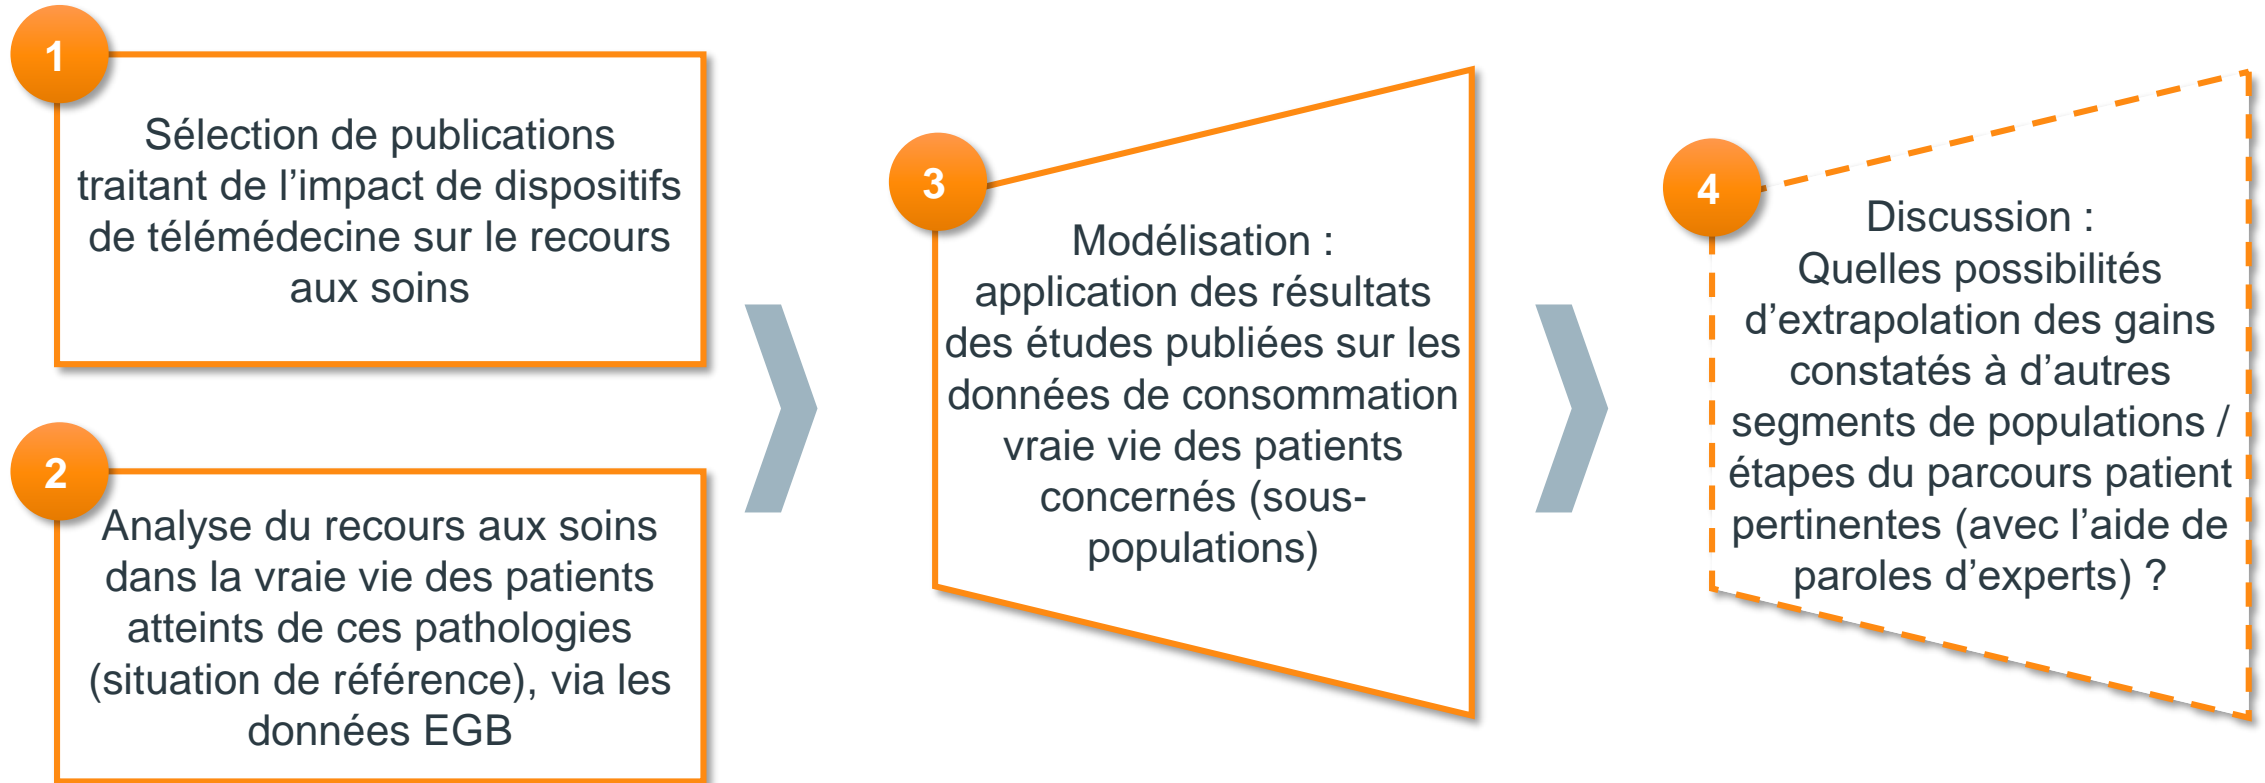 1
Sélection de publications
traitant de l’impact de dispositifs
de télémédecine sur le recours
aux soins
2
Analyse du recours aux soins
dans la vraie vie des patients
atteints de ces pathologies
(situation de référence), via les
données EGB
3
Modélisation :
application des résultats
des études publiées sur les
données de consommation
vraie vie des patients
concernés (sous-
populations)
4
Discussion :
Quelles possibilités
d’extrapolation des gains
constatés à d’autres
segments de populations /
étapes du parcours patient
pertinentes (avec l’aide de
paroles d’experts) ?